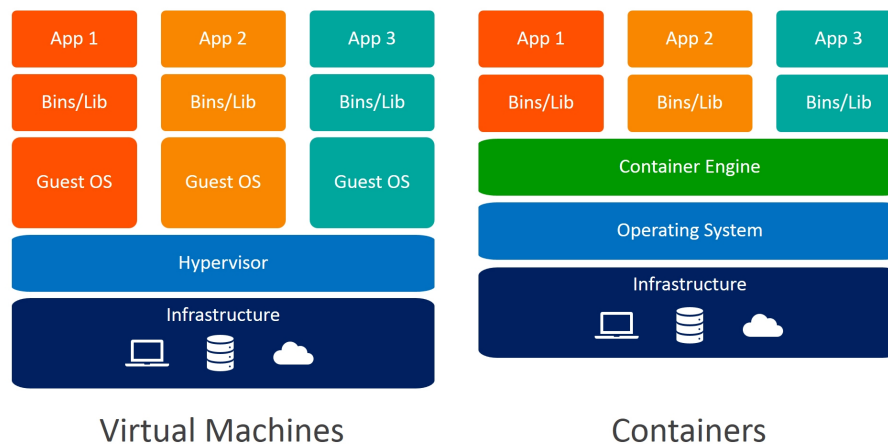 App 1
App 2
App 3
Bins/Lib
Bins/Lib
Bins/Lib
Guest OS
Guest OS
Guest OS
Hypervisor
Infrastructure
Virtual Machines
App 1
App 2
App 3
Bins/Lib
Bins/Lib
Bins/Lib
Container Engine
Operating System
Infrastructure
Containers